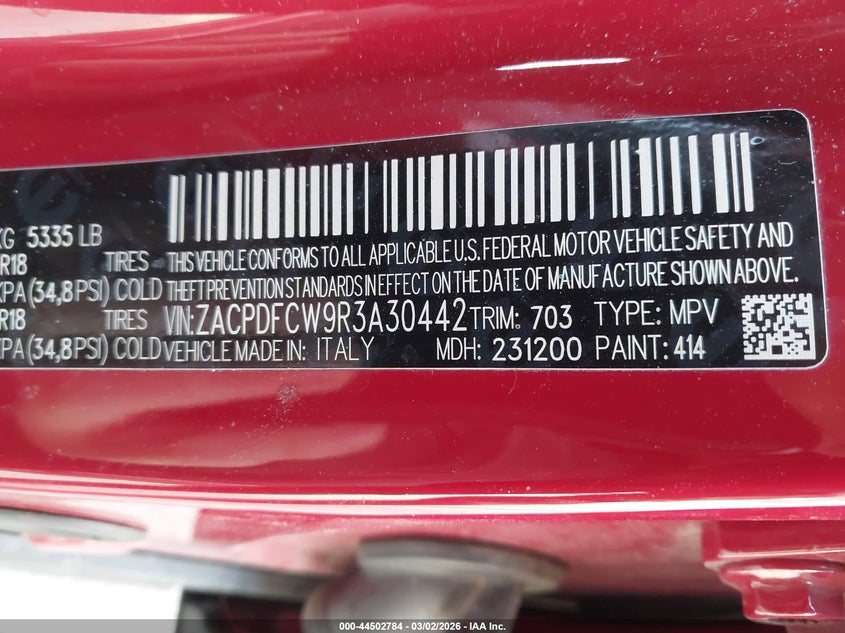 KG 5335 LB
R18 TIRES
KPA (34,8PSI) COLD
R18 TIRES
KPA (34,8PSI) COLD
THIS VEHICLE CONFORMS TO ALL APPLICABLE U.S. FEDERAL MOTOR VEHICLE SAFETY AND
THEFT PREVENTION STANDARDS IN EFFECT ON THE DATE OF MANUFACTURE SHOWN ABOVE.
VIN: ZACPDFCW9R3A30442 TRIM: 703 TYPE: MPV
VEHICLE MADE IN: ITALY MDH: 231200 PAINT: 414
000-44502784 - 03/02/2026 - IAA Inc.